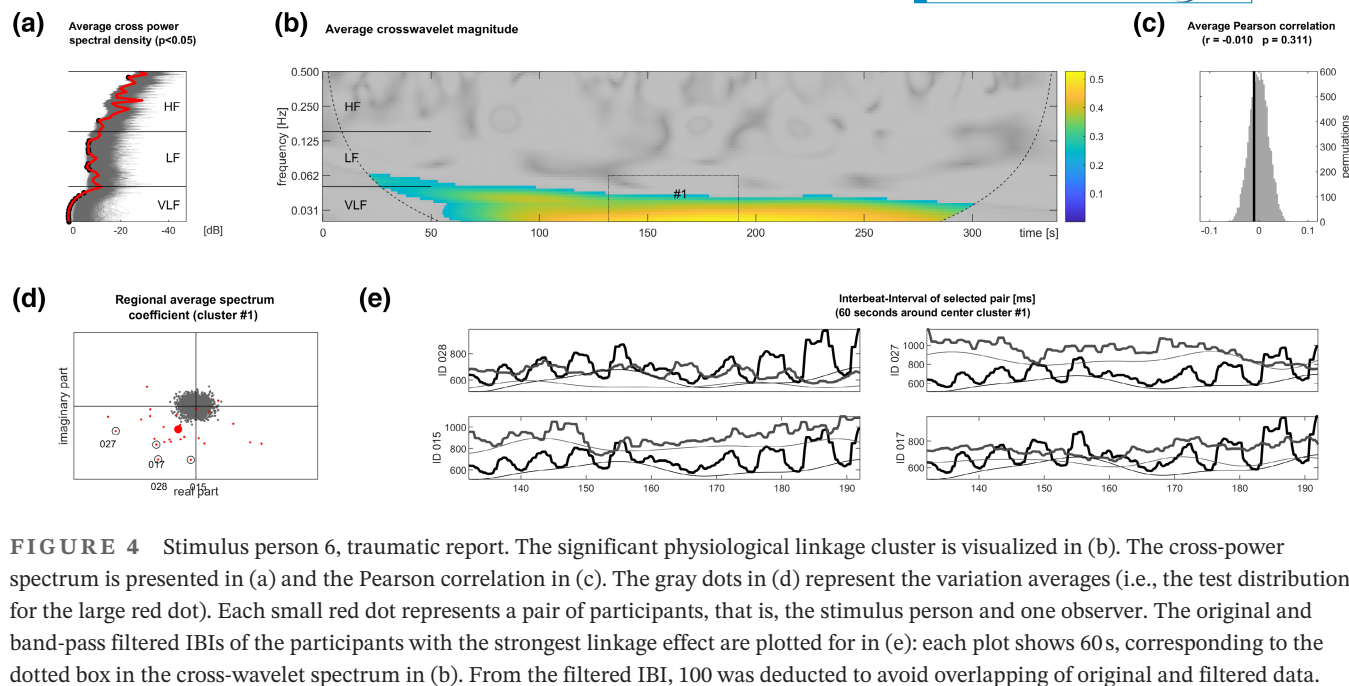 (a)
Average cross power
spectral density (p<0.05)
HF
LF
VLF
0 -20 -40 [dB]
(b)
Average crosswavelet magnitude
frequency [Hz]
0.500
0.250
0.125
0.062
0.031
HF
LF
VLF
#1
0 50 100 150 200 250 300 time [s]
0.5
0.4
0.3
0.2
0.1
(c)
Average Pearson correlation
(r = -0.010 p = 0.311)
600
500
400
300
200
100
0
permutations
-0.1 0 0.1
(d)
Regional average spectrum
coefficient (cluster #1)
imaginary part
027
017
028 015
real part
(e)
Interbeat-Interval of selected pair [ms]
(60 seconds around center cluster #1)
ID 028
800
600
ID 027
1000
800
600
ID 015
1000
800
600
140 150 160 170 180 190
ID 017
800
600
140 150 160 170 180 190
FIGURE 4 Stimulus person 6, traumatic report. The significant physiological linkage cluster is visualized in (b). The cross-power
spectrum is presented in (a) and the Pearson correlation in (c). The gray dots in (d) represent the variation averages (i.e., the test distribution
for the large red dot). Each small red dot represents a pair of participants, that is, the stimulus person and one observer. The original and
band-pass filtered IBIs of the participants with the strongest linkage effect are plotted for in (e): each plot shows 60 s, corresponding to the
dotted box in the cross-wavelet spectrum in (b). From the filtered IBI, 100 was deducted to avoid overlapping of original and filtered data.